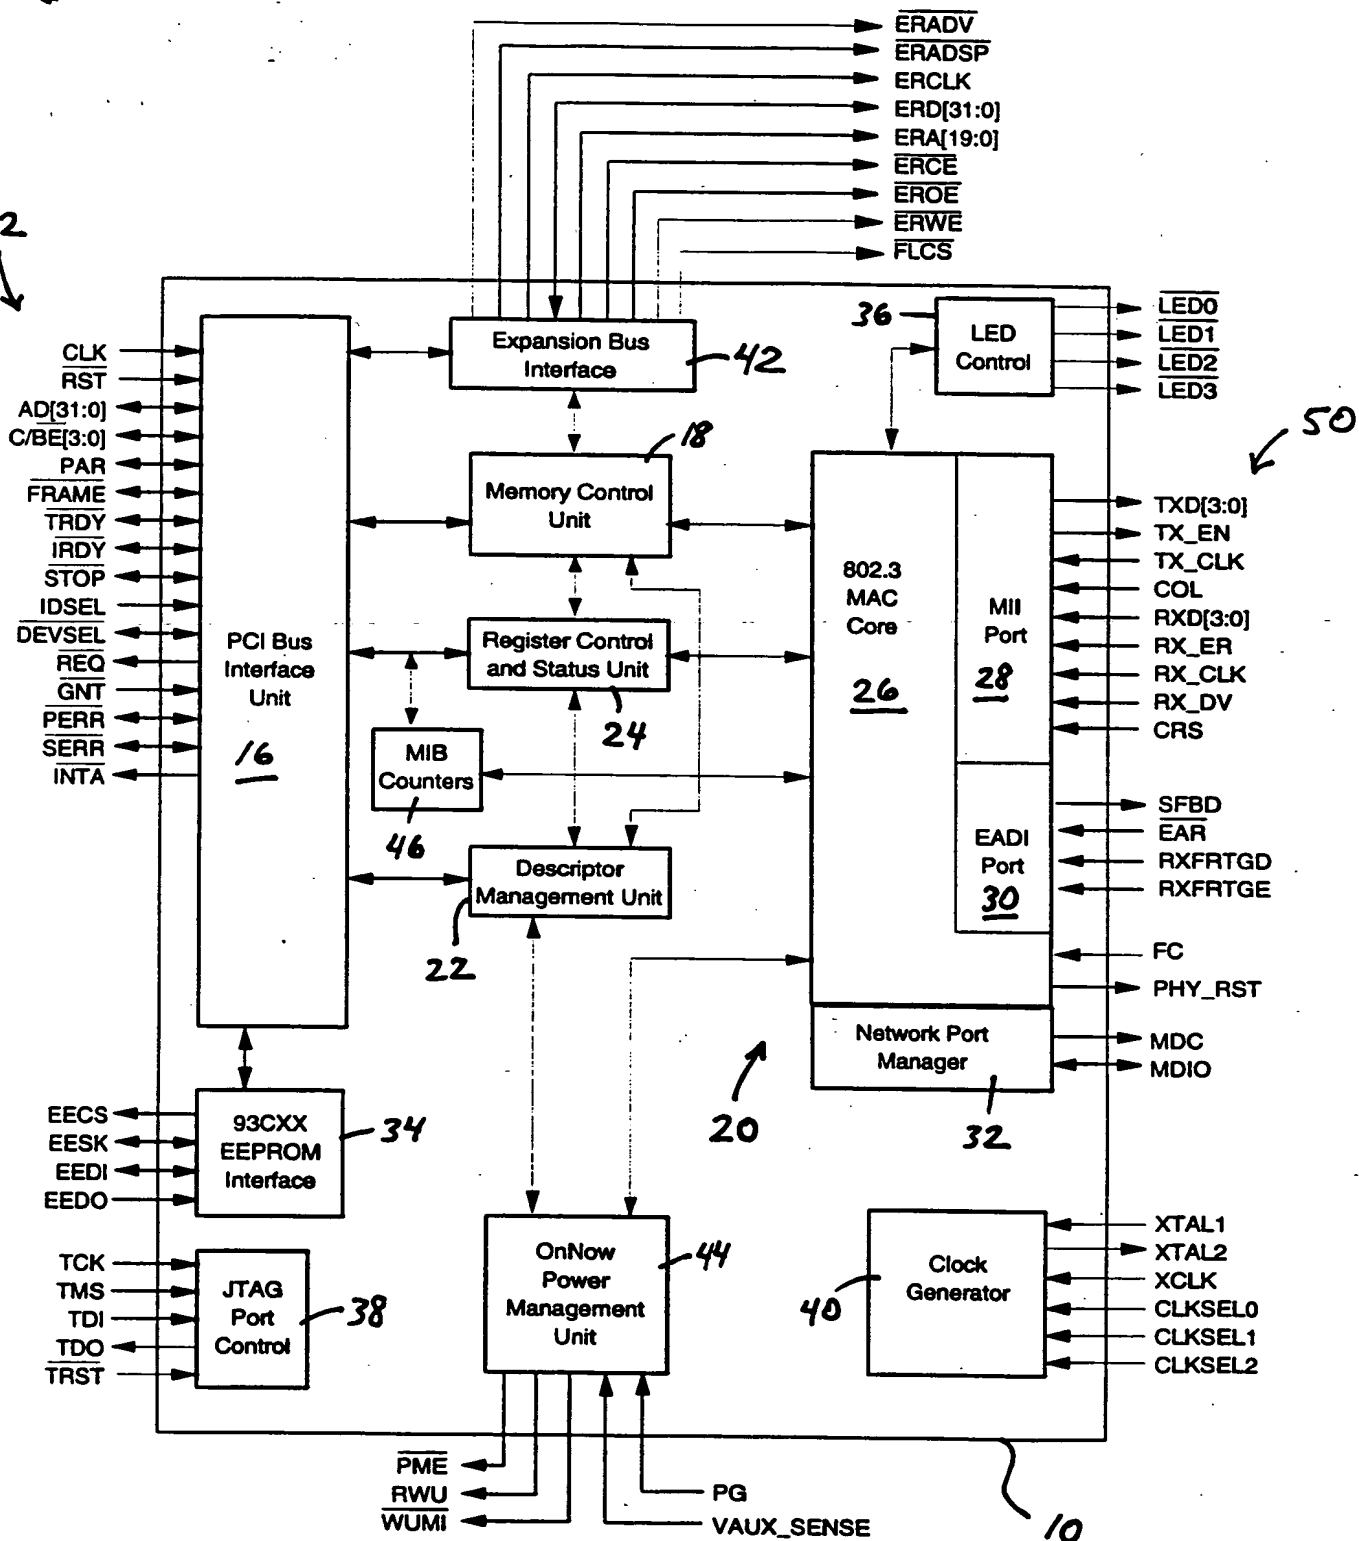 ERADV
ERADSP
ERCLK
ERD[31:0]
ERA[19:0]
ERCE
EROE
ERWE
FLCS
2
CLK
RST
AD[31:0]
C/BE[3:0]
PAR
FRAME
TRDY
IRDY
STOP
IDSEL
DEVSEL
REQ
GNT
PERR
SERR
INTA
PCI Bus
Interface
Unit
16
Expansion Bus
Interface
42
18
Memory Control
Unit
Register Control
and Status Unit
24
MIB
Counters
46
Descriptor
Management Unit
22
36
LED
Control
LED0
LED1
LED2
LED3
50
802.3
MAC
Core
26
MII
Port
28
EADI
Port
30
TXD[3:0]
TX_EN
TX_CLK
COL
RXD[3:0]
RX_ER
RX_CLK
RX_DV
CRS
SFBD
EAR
RXFRTGD
RXFRTGE
FC
PHY_RST
Network Port
Manager
32
20
MDC
MDIO
EECS
EESK
EEDI
EEDO
93CXX
EEPROM
Interface
34
TCK
TMS
TDI
TDO
TRST
JTAG
Port
Control
38
OnNow
Power
Management
Unit
44
40
Clock
Generator
XTAL1
XTAL2
XCLK
CLKSEL0
CLKSEL1
CLKSEL2
PME
RWU
WUMI
PG
VAUX_SENSE
10